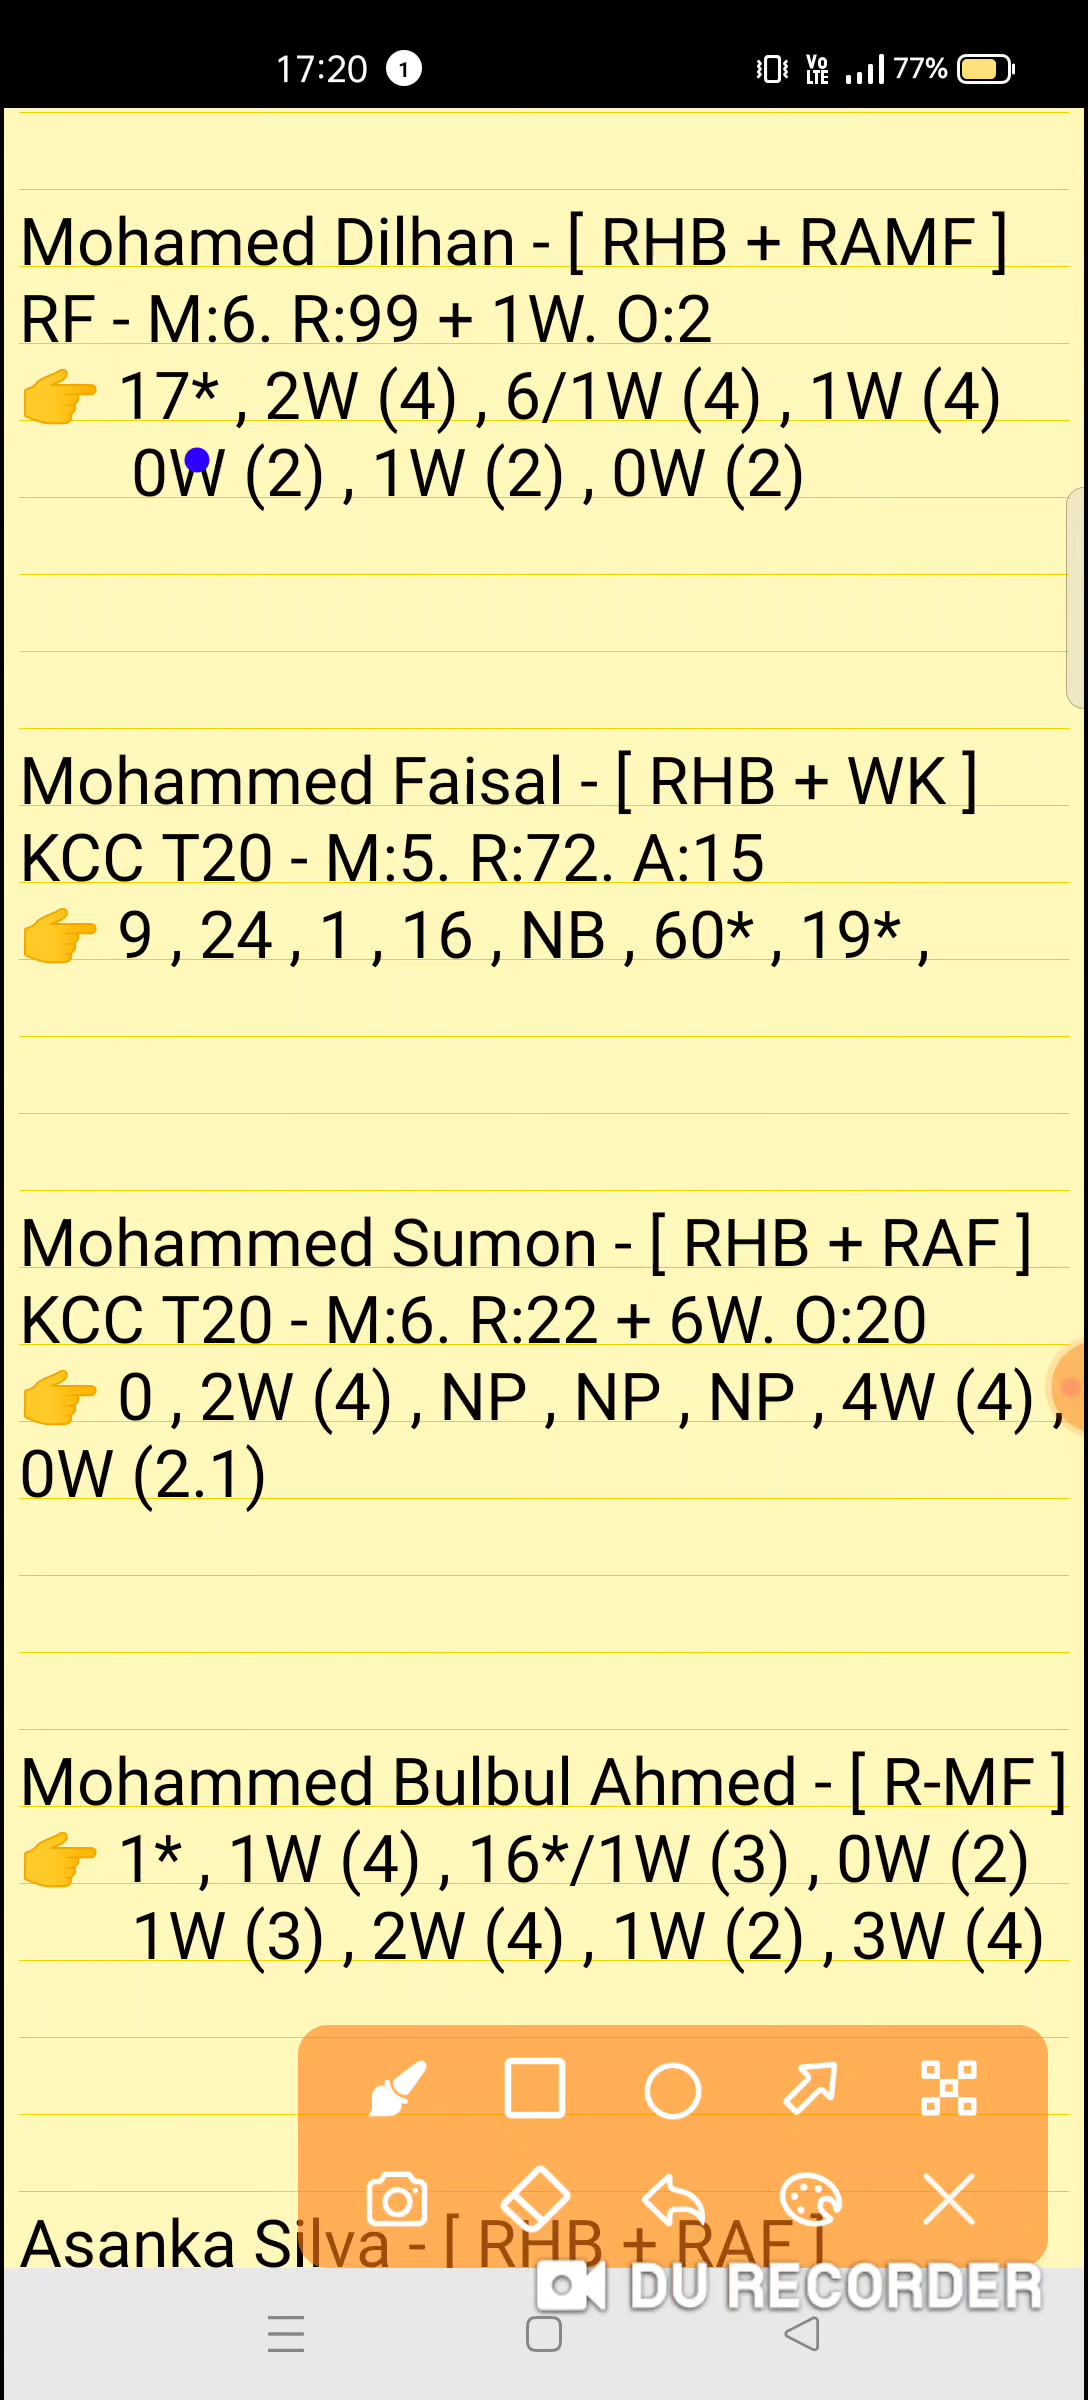 17:20 1 Vo LTE 77%
Mohamed Dilhan - [ RHB + RAMF ]
RF - M:6. R:99 + 1W. O:2
👉 17* , 2W (4) , 6/1W (4) , 1W (4)
0W (2) , 1W (2) , 0W (2)
Mohammed Faisal - [ RHB + WK ]
KCC T20 - M:5. R:72. A:15
👉 9 , 24 , 1 , 16 , NB , 60* , 19* ,
Mohammed Sumon - [ RHB + RAF ]
KCC T20 - M:6. R:22 + 6W. O:20
👉 0 , 2W (4) , NP , NP , NP , 4W (4) ,
0W (2.1)
Mohammed Bulbul Ahmed - [ R-MF ]
👉 1* , 1W (4) , 16*/1W (3) , 0W (2)
1W (3) , 2W (4) , 1W (2) , 3W (4)
Asanka Silva - [ RHB + RAF ]
DU RECORDER